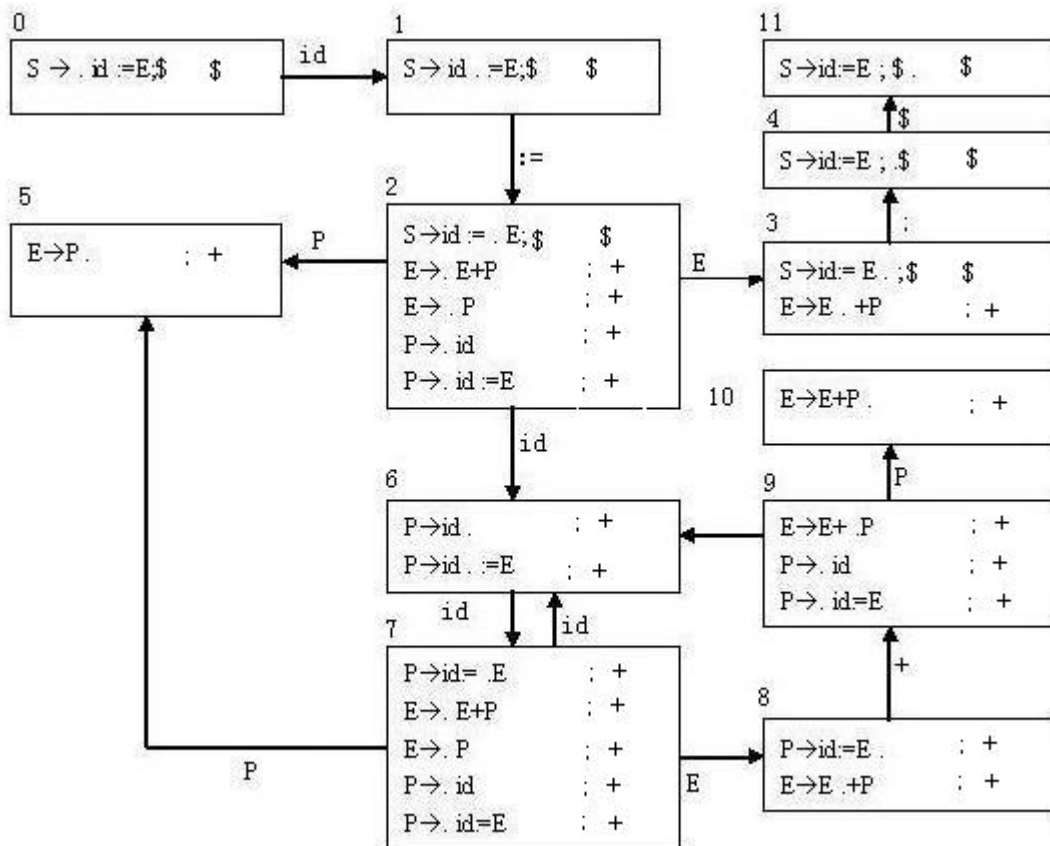 0
S → . id :=E;$ $
id
1
S→ id . :=E;$ $
11
S→id:=E ; $ . $
$
4
S→id:=E ; .$ $
:=
5
E→P . ; +
P
2
S→id := . E;$ $
E→. E+P ; +
E→. P ; +
P→. id ; +
P→. id :=E ; +
E
;
3
S→id:= E . ;$ $
E→E . +P ; +
10
E→E+P . ; +
id
P
6
P→id . ; +
P→id . :=E ; +
9
E→E+ .P ; +
P→. id ; +
P→. id:=E ; +
id
id
7
P→id:= .E ; +
E→. E+P ; +
E→. P ; +
P→. id ; +
P→. id:=E ; +
P
E
+
8
P→id:=E . ; +
E→E .+P ; +